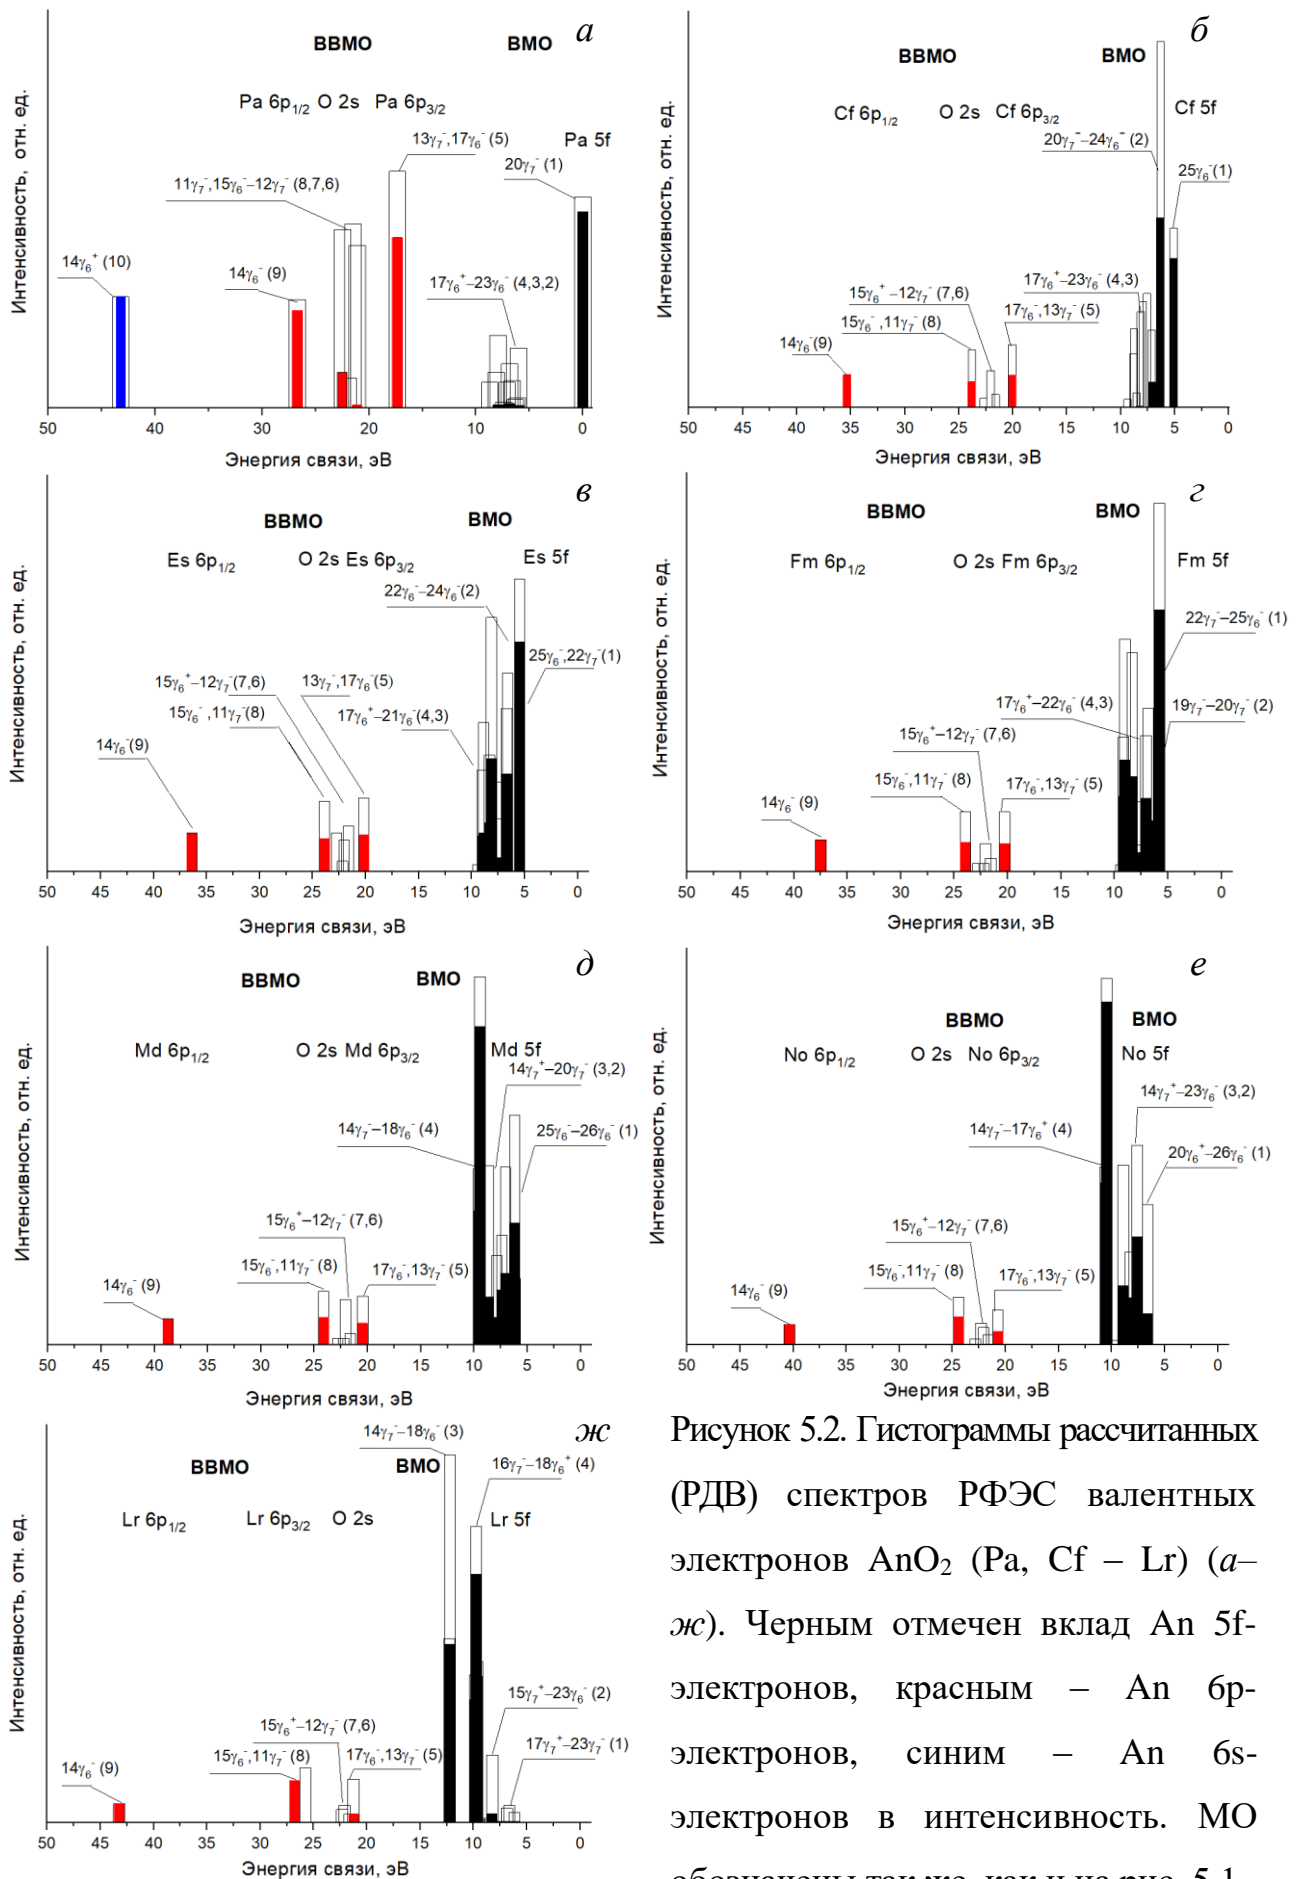 а
ВВМО ВМО
Pa 6p1/2 O 2s Pa 6p3/2
Pa 5f
13γ7⁻,17γ6⁻ (5)
20γ7⁻ (1)
11γ7⁻,15γ6⁻–12γ7⁻ (8,7,6)
14γ6⁺ (10)
14γ6⁻ (9)
17γ6⁺–23γ6⁻ (4,3,2)
Интенсивность, отн. ед.
50 40 30 20 10 0
Энергия связи, эВ
б
ВВМО ВМО
Cf 6p1/2 O 2s Cf 6p3/2
Cf 5f
20γ7⁻–24γ6⁻ (2)
25γ6⁻(1)
17γ6⁺–23γ6⁻ (4,3)
15γ6⁺–12γ7⁻ (7,6)
17γ6⁻,13γ7⁻ (5)
15γ6⁻ ,11γ7⁻ (8)
14γ6⁻(9)
Интенсивность, отн. ед.
50 45 40 35 30 25 20 15 10 5 0
Энергия связи, эВ
в
ВВМО ВМО
Es 6p1/2 O 2s Es 6p3/2 Es 5f
22γ6⁻–24γ6⁻(2)
25γ6⁻,22γ7⁻(1)
15γ6⁺–12γ7⁻(7,6)
13γ7⁻,17γ6⁻(5)
15γ6⁻ ,11γ7⁻(8)
17γ6⁺–21γ6⁻(4,3)
14γ6⁻(9)
Интенсивность, отн. ед.
50 45 40 35 30 25 20 15 10 5 0
Энергия связи, эВ
г
ВВМО ВМО
Fm 6p1/2 O 2s Fm 6p3/2 Fm 5f
22γ7⁻–25γ6⁻ (1)
17γ6⁺–22γ6⁻ (4,3)
19γ7⁻–20γ7⁻ (2)
15γ6⁺–12γ7⁻ (7,6)
15γ6⁻,11γ7⁻ (8)
17γ6⁻,13γ7⁻ (5)
14γ6⁻ (9)
Интенсивность, отн. ед.
50 45 40 35 30 25 20 15 10 5 0
Энергия связи, эВ
д
ВВМО ВМО
Md 6p1/2 O 2s Md 6p3/2 Md 5f
14γ7⁺–20γ7⁻ (3,2)
14γ7⁻–18γ6⁻ (4)
25γ6⁻–26γ6⁻ (1)
15γ6⁺–12γ7⁻ (7,6)
15γ6⁻,11γ7⁻ (8)
17γ6⁻,13γ7⁻ (5)
14γ6⁻ (9)
Интенсивность, отн. ед.
50 45 40 35 30 25 20 15 10 5 0
Энергия связи, эВ
е
ВВМО ВМО
No 6p1/2 O 2s No 6p3/2 No 5f
14γ7⁺–23γ6⁻ (3,2)
14γ7⁻–17γ6⁺ (4)
20γ6⁺–26γ6⁻ (1)
15γ6⁺–12γ7⁻ (7,6)
15γ6⁻,11γ7⁻ (8)
17γ6⁻,13γ7⁻ (5)
14γ6⁻ (9)
Интенсивность, отн. ед.
50 45 40 35 30 25 20 15 10 5 0
Энергия связи, эВ
ж
14γ7⁻–18γ6⁻ (3)
ВВМО ВМО
16γ7⁻–18γ6⁺ (4)
Lr 6p1/2 Lr 6p3/2 O 2s Lr 5f
15γ7⁺–23γ6⁻ (2)
15γ6⁺–12γ7⁻ (7,6)
17γ7⁺–23γ7⁻ (1)
15γ6⁻,11γ7⁻ (8)
17γ6⁻,13γ7⁻ (5)
14γ6⁻ (9)
Интенсивность, отн. ед.
50 45 40 35 30 25 20 15 10 5 0
Энергия связи, эВ
Рисунок 5.2. Гистограммы рассчитанных
(РДВ) спектров РФЭС валентных
электронов AnO2 (Pa, Cf – Lr) (а–
ж). Черным отмечен вклад An 5f-
электронов, красным – An 6p-
электронов, синим – An 6s-
электронов в интенсивность. МО
обозначены так же, как и на рис. 5.1.